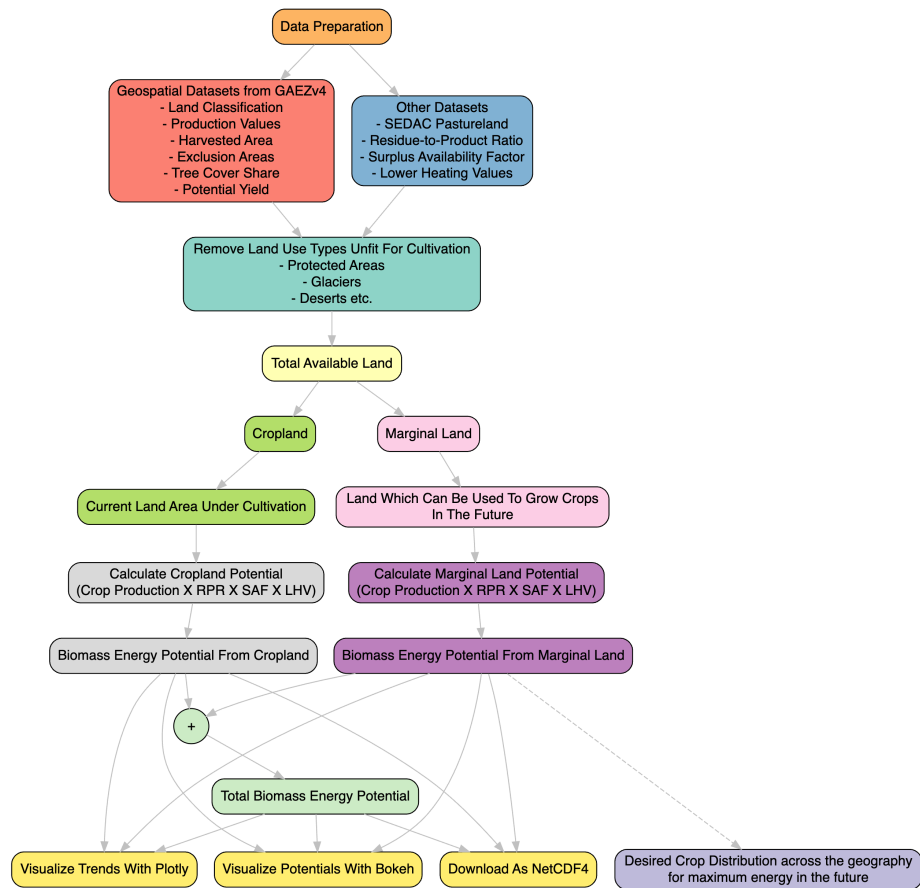 Data Preparation
Geospatial Datasets from GAEZv4
- Land Classification
- Production Values
- Harvested Area
- Exclusion Areas
- Tree Cover Share
- Potential Yield
Other Datasets
- SEDAC Pastureland
- Residue-to-Product Ratio
- Surplus Availability Factor
- Lower Heating Values
Remove Land Use Types Unfit For Cultivation
- Protected Areas
- Glaciers
- Deserts etc.
Total Available Land
Cropland
Marginal Land
Current Land Area Under Cultivation
Land Which Can Be Used To Grow Crops
In The Future
Calculate Cropland Potential
(Crop Production X RPR X SAF X LHV)
Calculate Marginal Land Potential
(Crop Production X RPR X SAF X LHV)
Biomass Energy Potential From Cropland
Biomass Energy Potential From Marginal Land
+
Total Biomass Energy Potential
Visualize Trends With Plotly
Visualize Potentials With Bokeh
Download As NetCDF4
Desired Crop Distribution across the geography
for maximum energy in the future